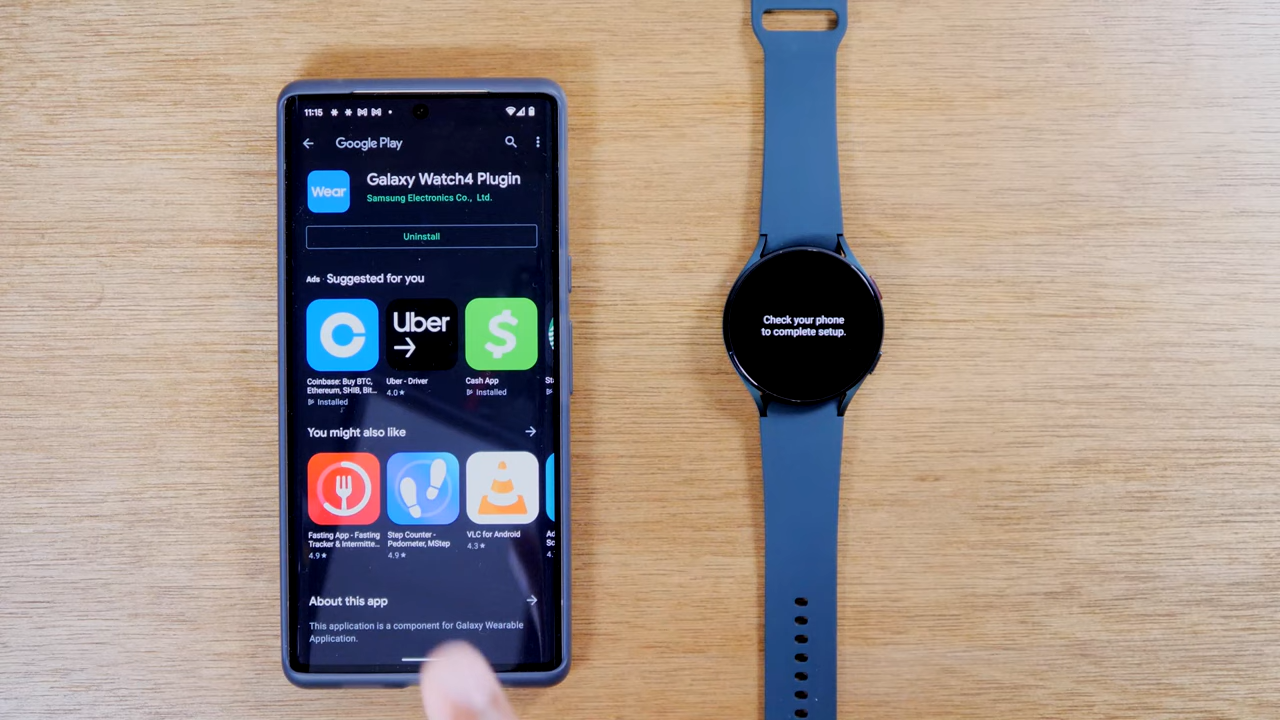 11:15
Google Play
Wear
Galaxy Watch4 Plugin
Samsung Electronics Co., Ltd.
Uninstall
Ads · Suggested for you
Uber
$
Coinbase: Buy BTC,
Ethereum, SHIB, Bit...
Installed
Uber - Driver
4.0★
Cash App
Installed
You might also like
Fasting App - Fasting
Tracker & Intermitte...
4.9★
Step Counter -
Pedometer, MStep
4.9★
VLC for Android
4.3★
About this app
This application is a component for Galaxy Wearable
Application.
Check your phone
to complete setup.